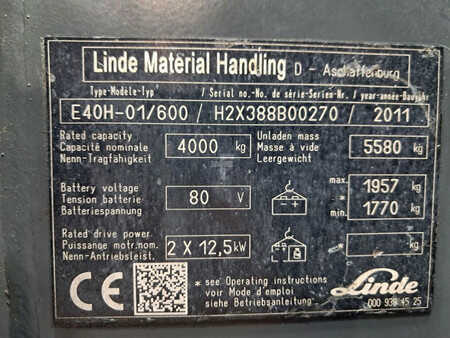 Linde Material Handling D - Aschaffenburg
Type-Modèle-Typ / Serial no.-No. de série-Serien-Nr. / year-année-Baujahr
E40H-01/600 / H2X388B00270 / 2011
Rated capacity
Capacité nominale
Nenn-Tragfähigkeit
4000 kg
Unladen mass
Masse à vide
Leergewicht
5580 kg
Battery voltage
Tension batterie
Batteriespannung
80 V
- +
max. 1957 kg
*
min. 1770 kg
Rated drive power
Puissance motr.nom.
Nenn-Antriebsleist.
2 X 12,5 kW
* kg
CE
* see Operating instructions
voir Mode d'emploi
siehe Betriebsanleitung
Linde
000 938 45 25